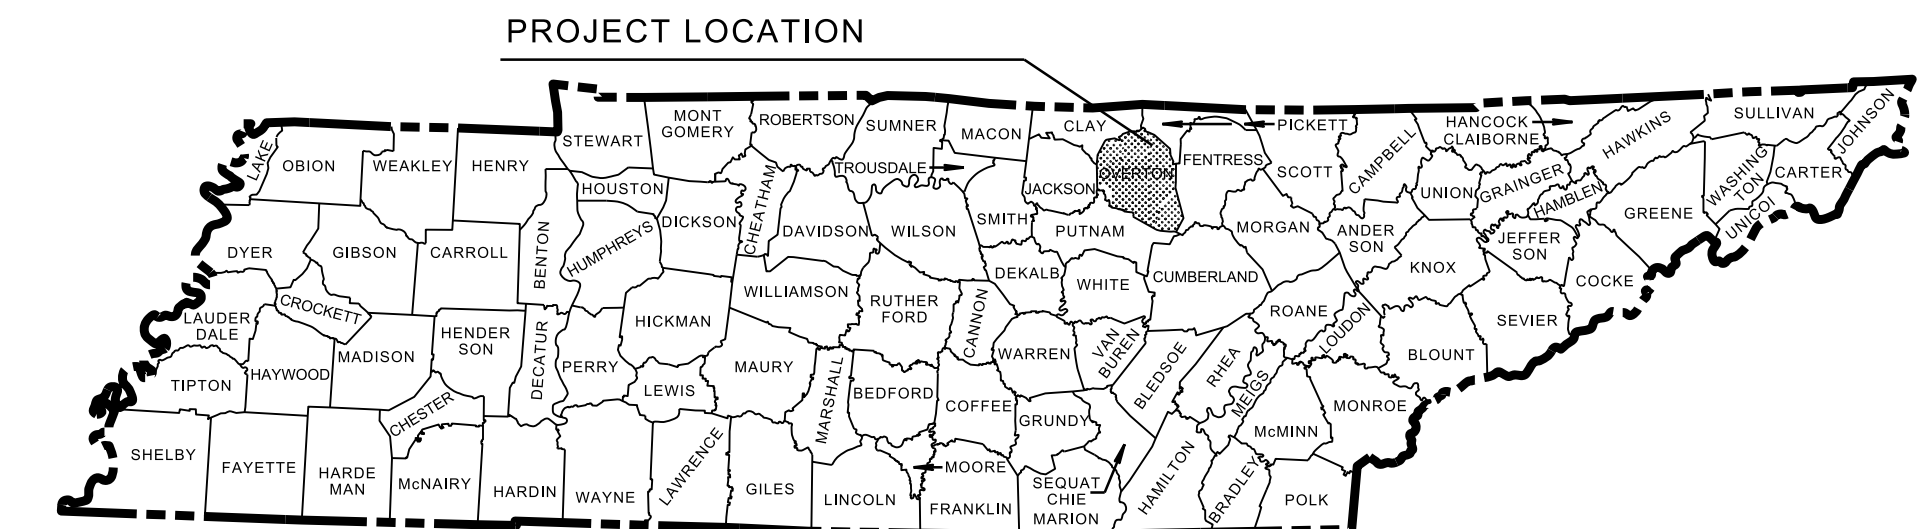 PROJECT LOCATION
STEWART
MONT
GOMERY
ROBERTSON
SUMNER
MACON
CLAY
PICKETT
HANCOCK
CLAIBORNE
HAWKINS
SULLIVAN
JOHNSON
LAKE
OBION
WEAKLEY
HENRY
HOUSTON
CHEATHAM
TROUSDALE
JACKSON
OVERTON
FENTRESS
SCOTT
CAMPBELL
UNION
GRAINGER
HAMBLEN
WASHING
TON
CARTER
UNICOI
DYER
GIBSON
CARROLL
BENTON
HUMPHREYS
DICKSON
DAVIDSON
WILSON
SMITH
PUTNAM
MORGAN
ANDER
SON
KNOX
JEFFER
SON
GREENE
COCKE
LAUDER
DALE
CROCKETT
HAYWOOD
MADISON
HENDER
SON
DECATUR
PERRY
HICKMAN
WILLIAMSON
RUTHER
FORD
CANNON
DEKALB
WHITE
CUMBERLAND
ROANE
LOUDON
BLOUNT
SEVIER
TIPTON
CHESTER
LEWIS
MAURY
MARSHALL
BEDFORD
COFFEE
WARREN
VAN
BUREN
BLEDSOE
RHEA
MEIGS
MONROE
SHELBY
FAYETTE
HARDE
MAN
McNAIRY
HARDIN
WAYNE
LAWRENCE
GILES
LINCOLN
MOORE
FRANKLIN
GRUNDY
SEQUAT
CHIE
MARION
HAMILTON
BRADLEY
McMINN
POLK